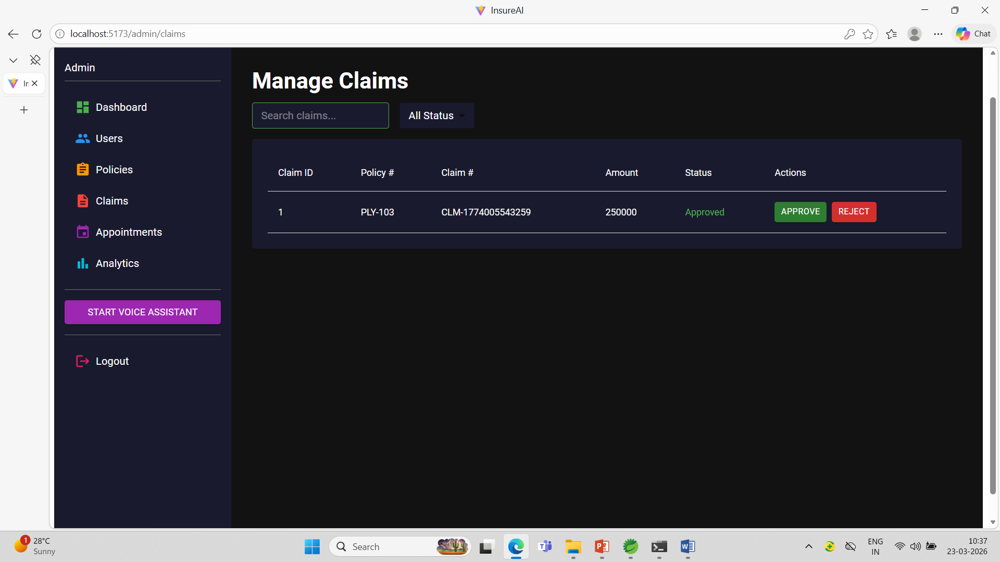 InsureAI
localhost:5173/admin/claims
Chat
In
Admin
Dashboard
Users
Policies
Claims
Appointments
Analytics
START VOICE ASSISTANT
Logout
Manage Claims
Search claims...
All Status
Claim ID Policy # Claim # Amount Status Actions
1 PLY-103 CLM-1774005543259 250000 Approved APPROVE REJECT
1
28°C
Sunny
Search
ENG
IN
10:37
23-03-2026